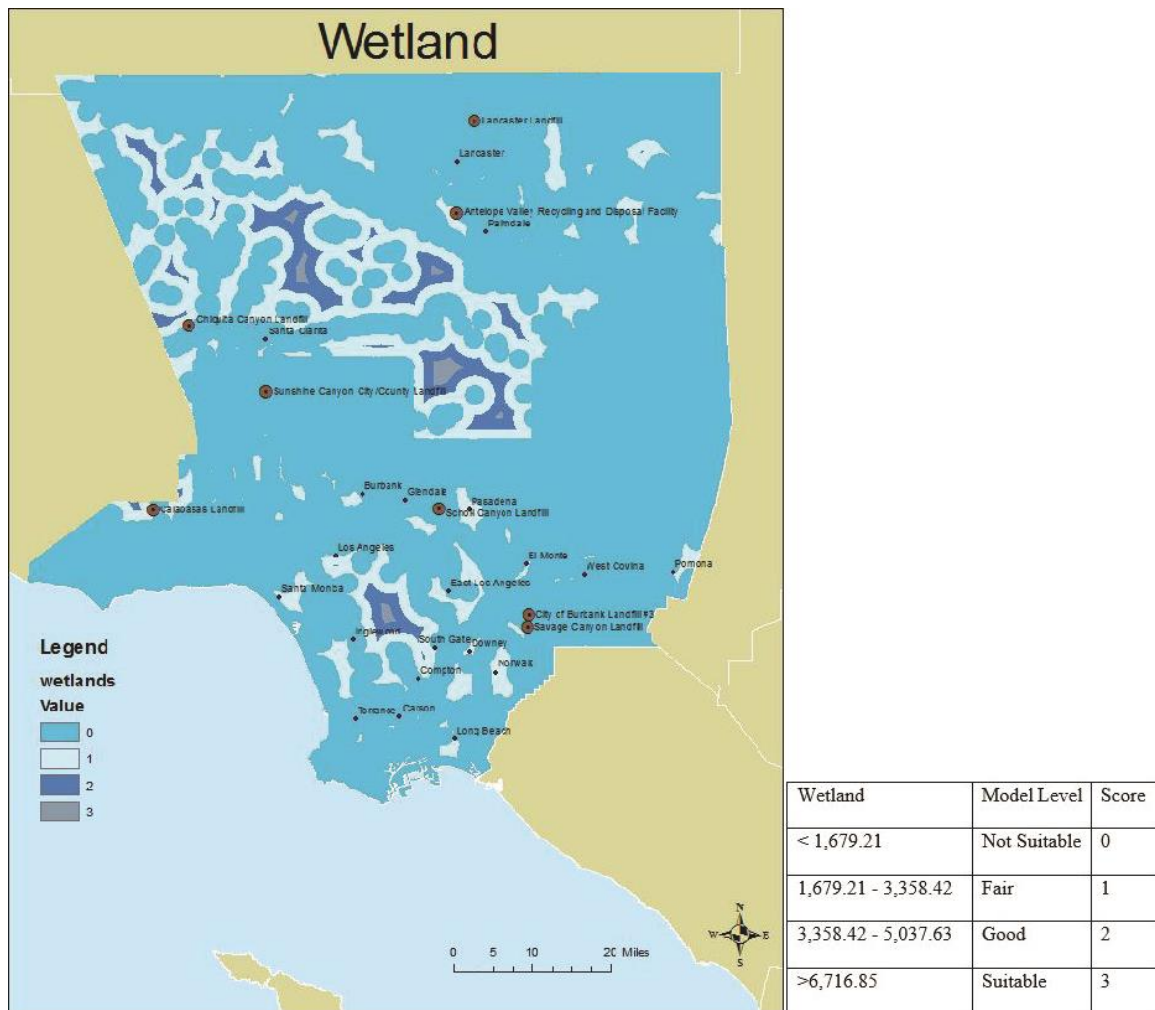 Wetland
Lancaster Landfill
Lancaster
Antelope Valley Recycling and Disposal Facility
Palmdale
Chiquita Canyon Landfill
Santa Clarita
Sunshine Canyon City/County Landfill
Burbank
Glendale
Pasadena
Scholl Canyon Landfill
Calabasas Landfill
Los Angeles
El Monte
West Covina
Pomona
Santa Monica
East Los Angeles
City of Burbank Landfill #3
Savage Canyon Landfill
Inglewood
South Gate
Downey
Norwalk
Compton
Torrance
Carson
Long Beach
Legend
wetlands
Value
0
1
2
3
N
W E
S
0 5 10 20 Miles
Wetland Model Level Score
< 1,679.21 Not Suitable 0
1,679.21 - 3,358.42 Fair 1
3,358.42 - 5,037.63 Good 2
>6,716.85 Suitable 3